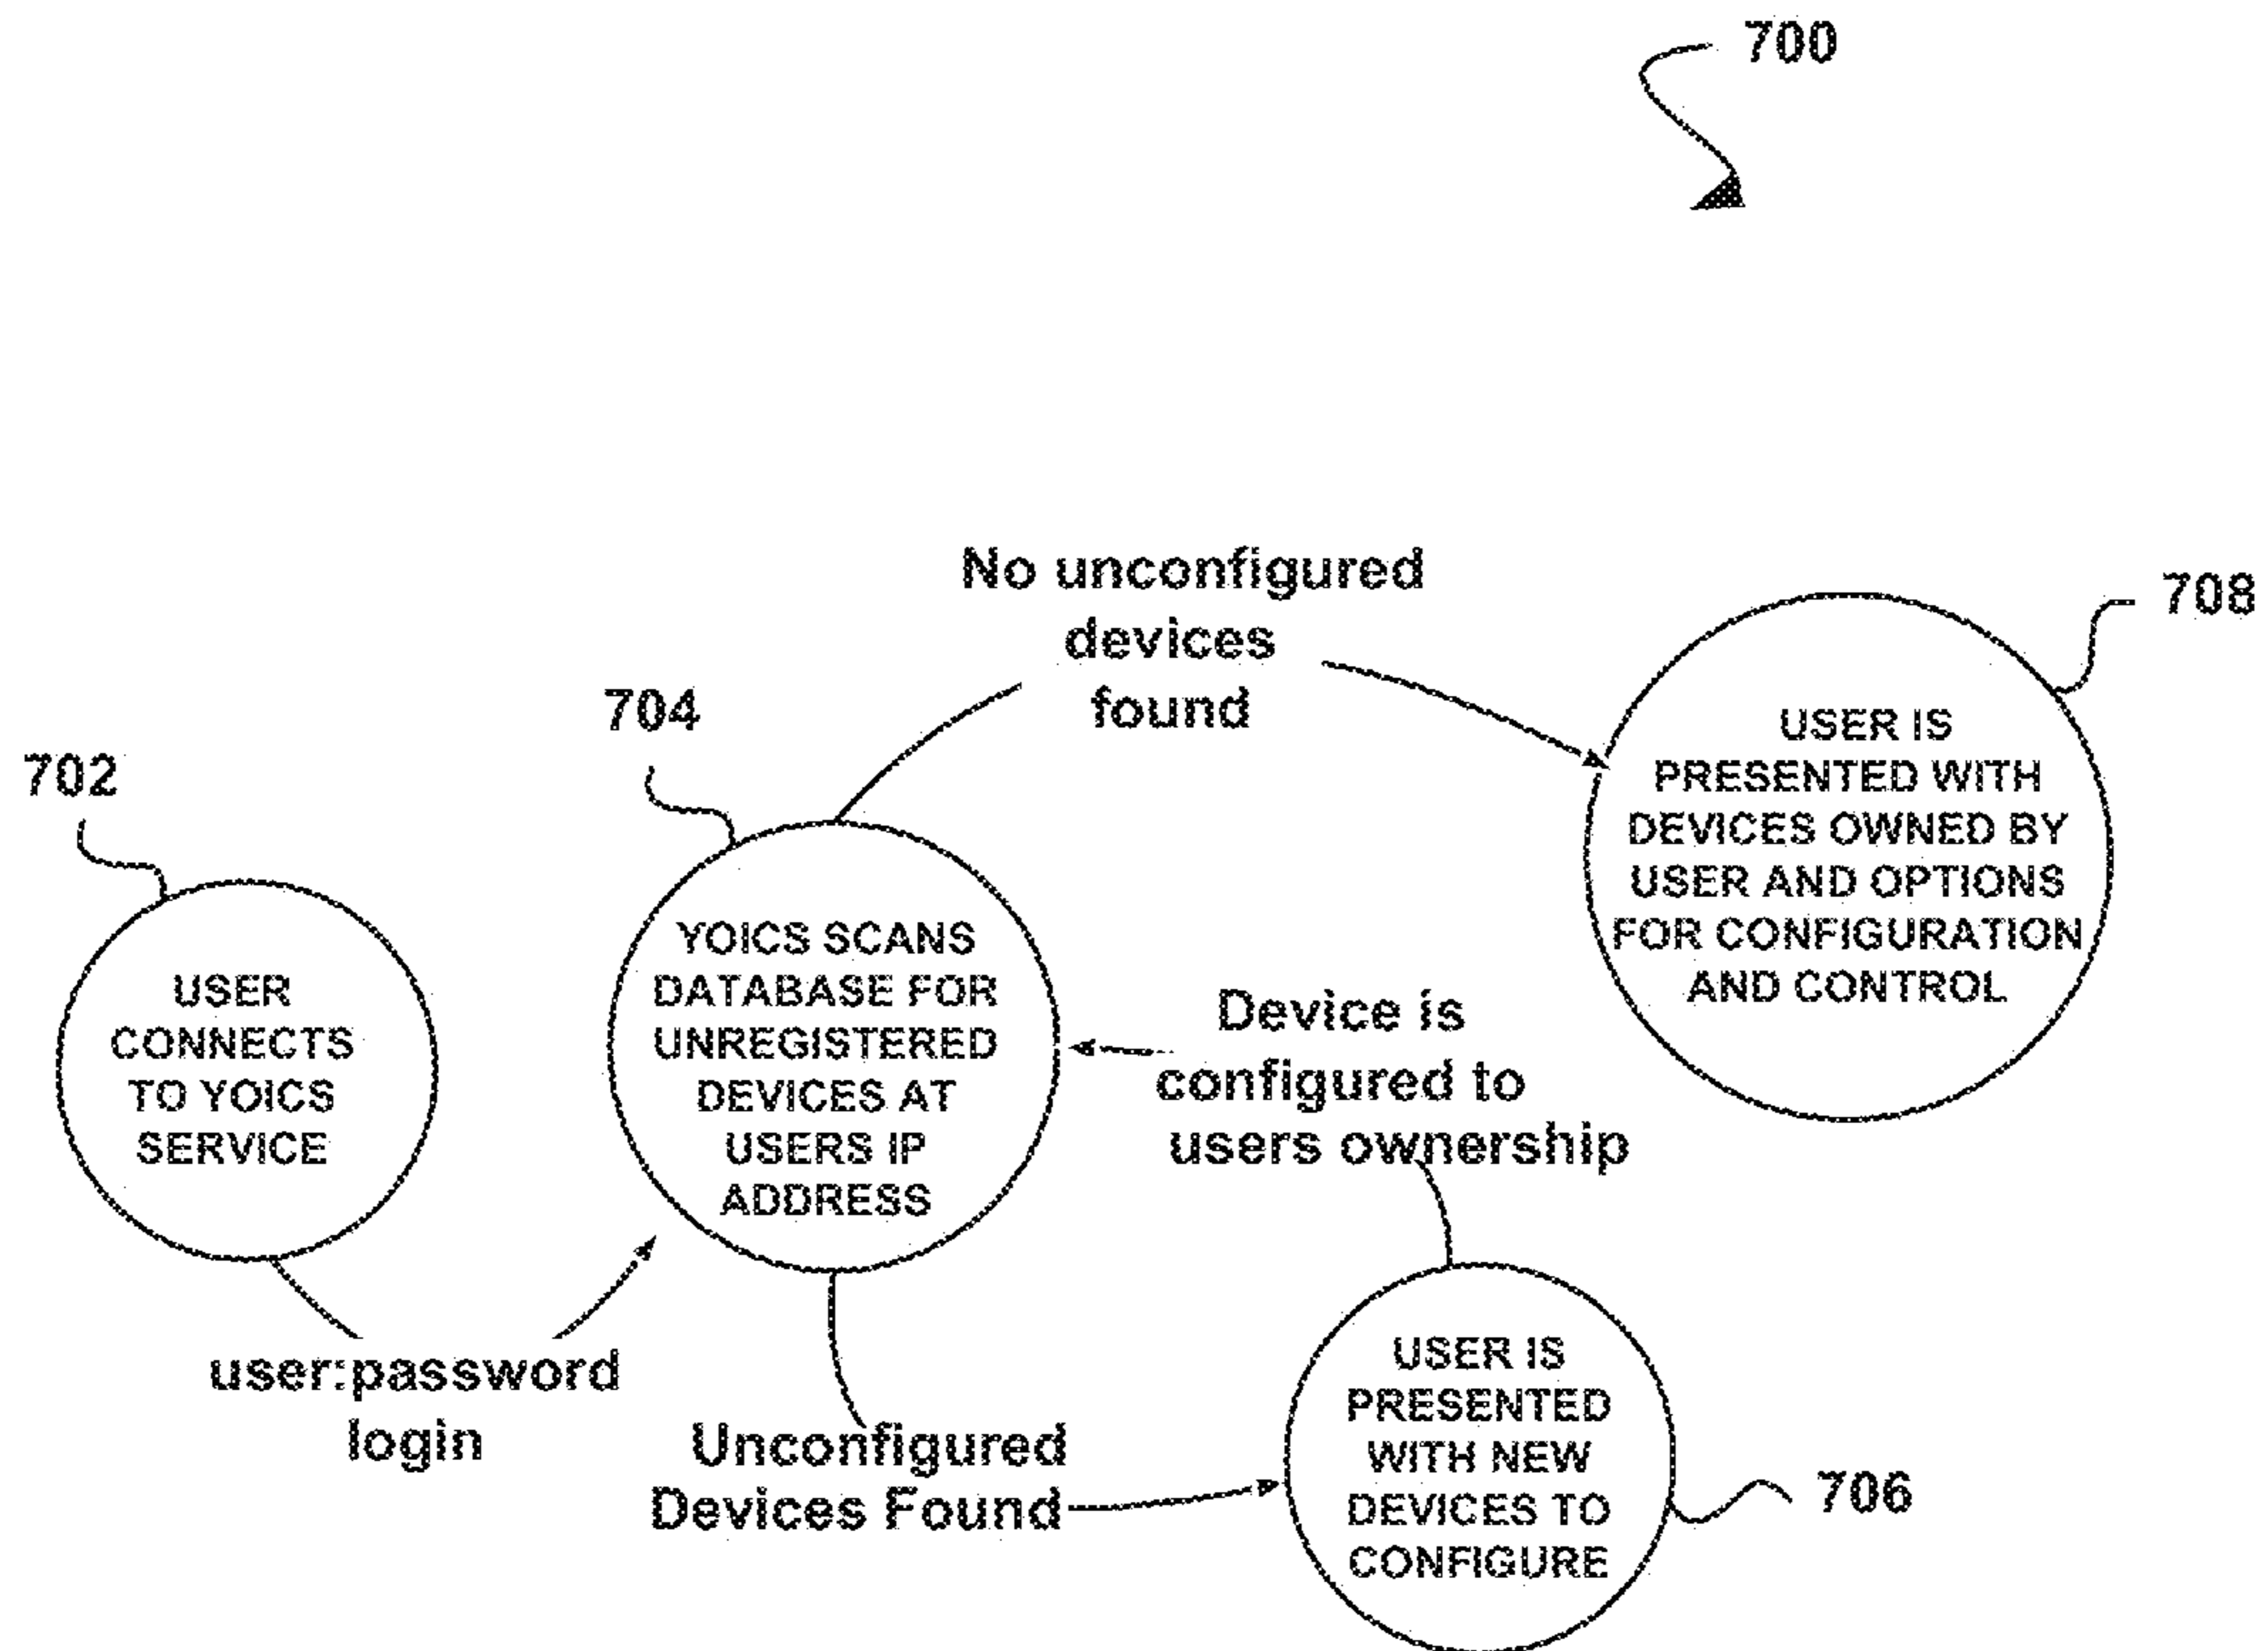 700
No unconfigured
devices
found
708
704
702
USER IS
PRESENTED WITH
DEVICES OWNED BY
USER AND OPTIONS
FOR CONFIGURATION
AND CONTROL
YOICS SCANS
DATABASE FOR
UNREGISTERED
DEVICES AT
USERS IP
ADDRESS
USER
CONNECTS
TO YOICS
SERVICE
Device is
configured to
users ownership
user:password
login
Unconfigured
Devices Found
USER IS
PRESENTED
WITH NEW
DEVICES TO
CONFIGURE
706